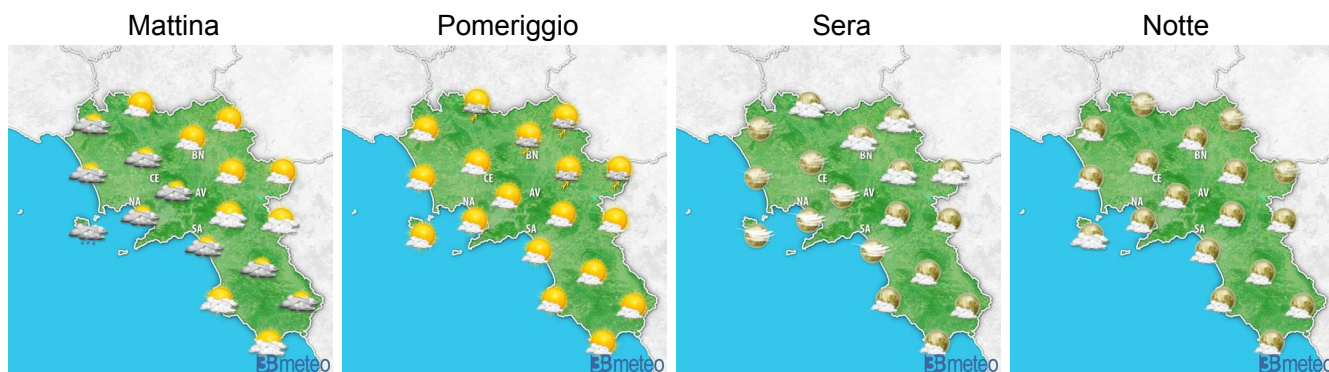 Mattina
Pomeriggio
Sera
Notte
BN
CE
AV
NA
SA
3Bmeteo
BN
CE
AV
NA
SA
3Bmeteo
BN
CE
AV
NA
SA
3Bmeteo
BN
CE
AV
NA
SA
3Bmeteo